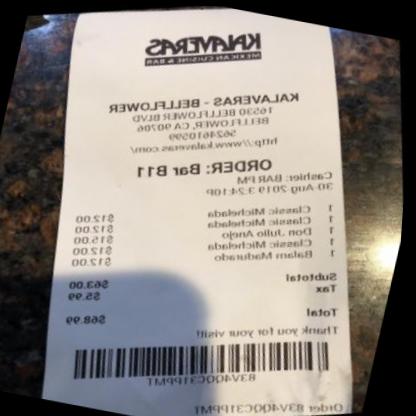 KALAVERAS
MEXICAN CUISINE & BAR
KALAVERAS - BELLFLOWER
16530 BELLFLOWER BLVD
BELLFLOWER, CA 90706
5624610599
http://www.kalaveras.com/
ORDER: Bar B11
Cashier: BAR PM
30-Aug-2019 3:24:10P
1 Classic Michelada $12.00
1 Classic Michelada $12.00
1 Don Julio Anejo $15.00
1 Classic Michelada $12.00
1 Balam Madurado $12.00
Subtotal $63.00
Tax $5.99
Total $68.99
Thank you for your visit!
83V4QQC31PPMT
Order 83V4QQC31PPMT